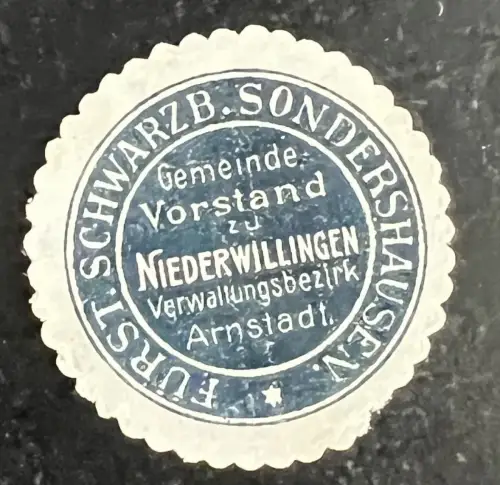 FÜRST. SCHWARZB. SONDERSHAUSEN.
Gemeinde
Vorstand
zu
NIEDERWILLINGEN
Verwaltungsbezirk
Arnstadt.